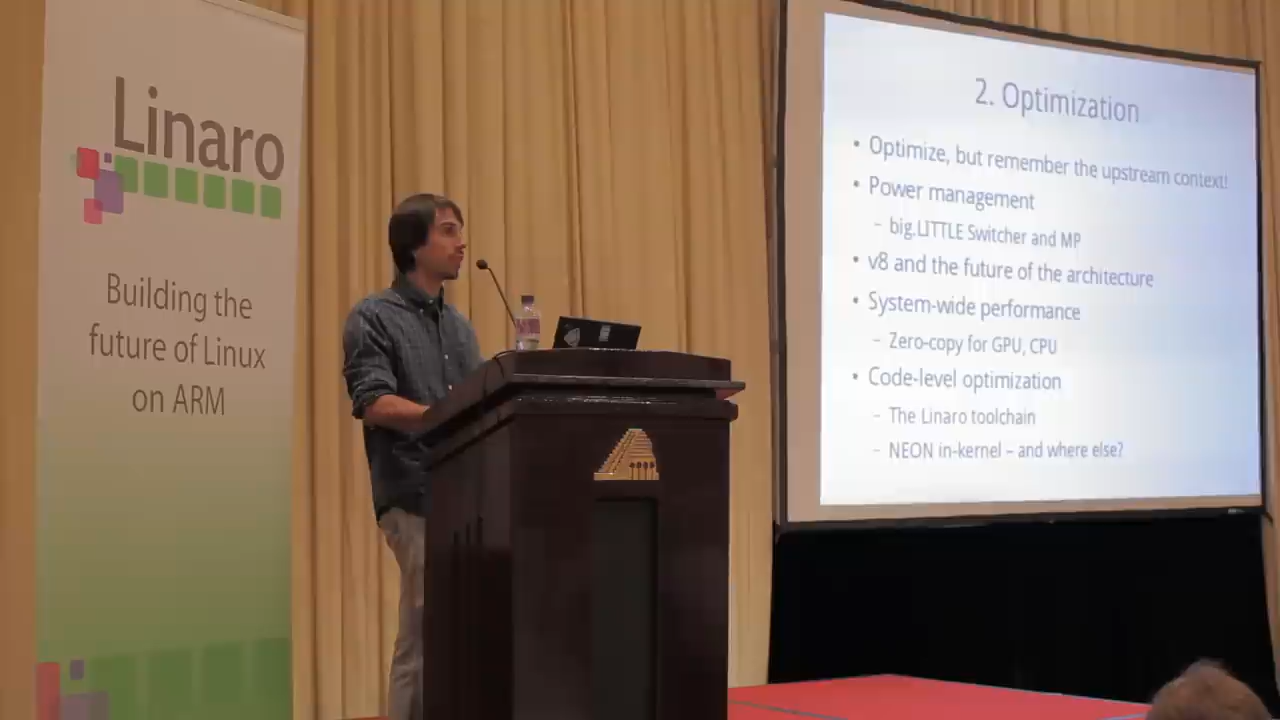 Linaro
Building the
future of Linux
on ARM
2. Optimization
• Optimize, but remember the upstream context!
• Power management
– big.LITTLE Switcher and MP
• v8 and the future of the architecture
• System-wide performance
– Zero-copy for GPU, CPU
• Code-level optimization
– The Linaro toolchain
– NEON in-kernel – and where else?